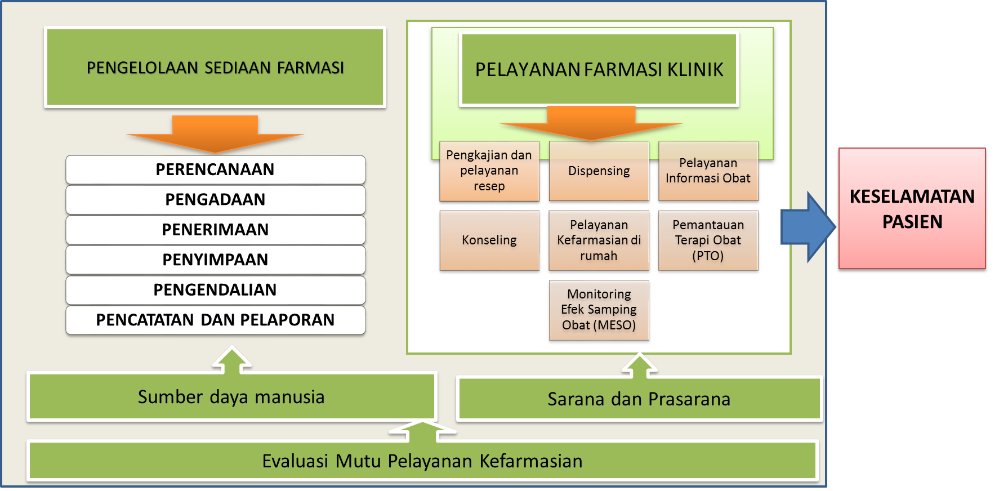 PENGELOLAAN SEDIAAN FARMASI
PERENCANAAN
PENGADAAN
PENERIMAAN
PENYIMPAAN
PENGENDALIAN
PENCATATAN DAN PELAPORAN
PELAYANAN FARMASI KLINIK
Pengkajian dan
pelayanan
resep
Dispensing
Pelayanan
Informasi Obat
Konseling
Pelayanan
Kefarmasian di
rumah
Pemantauan
Terapi Obat
(PTO)
Monitoring
Efek Samping
Obat (MESO)
KESELAMATAN
PASIEN
Sumber daya manusia
Sarana dan Prasarana
Evaluasi Mutu Pelayanan Kefarmasian